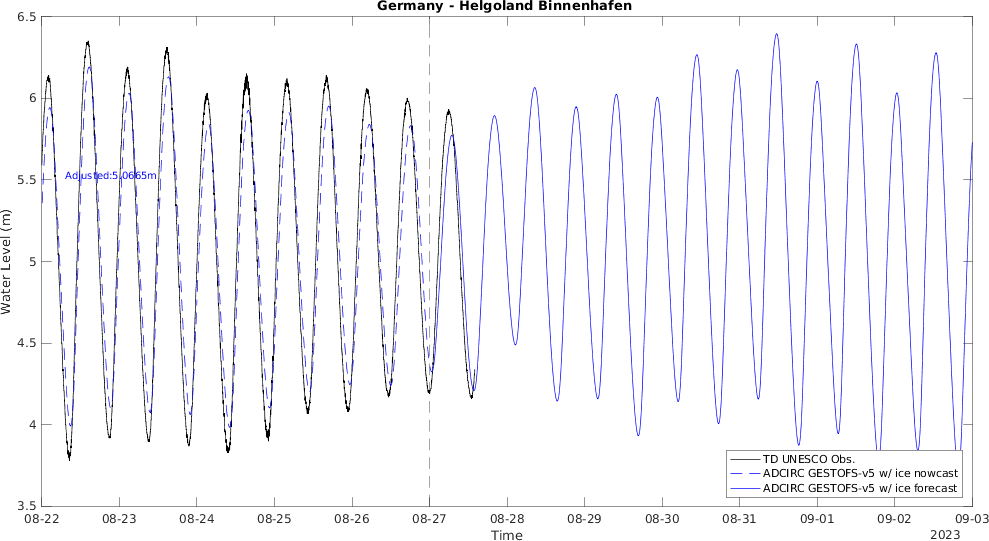 Germany - Helgoland Binnenhafen
6.5
6
5.5
5
4.5
4
3.5
Water Level (m)
Adjusted:5.0665m
TD UNESCO Obs.
ADCIRC GESTOFS-v5 w/ ice nowcast
ADCIRC GESTOFS-v5 w/ ice forecast
08-22 08-23 08-24 08-25 08-26 08-27 08-28 08-29 08-30 08-31 09-01 09-02 09-03
Time
2023